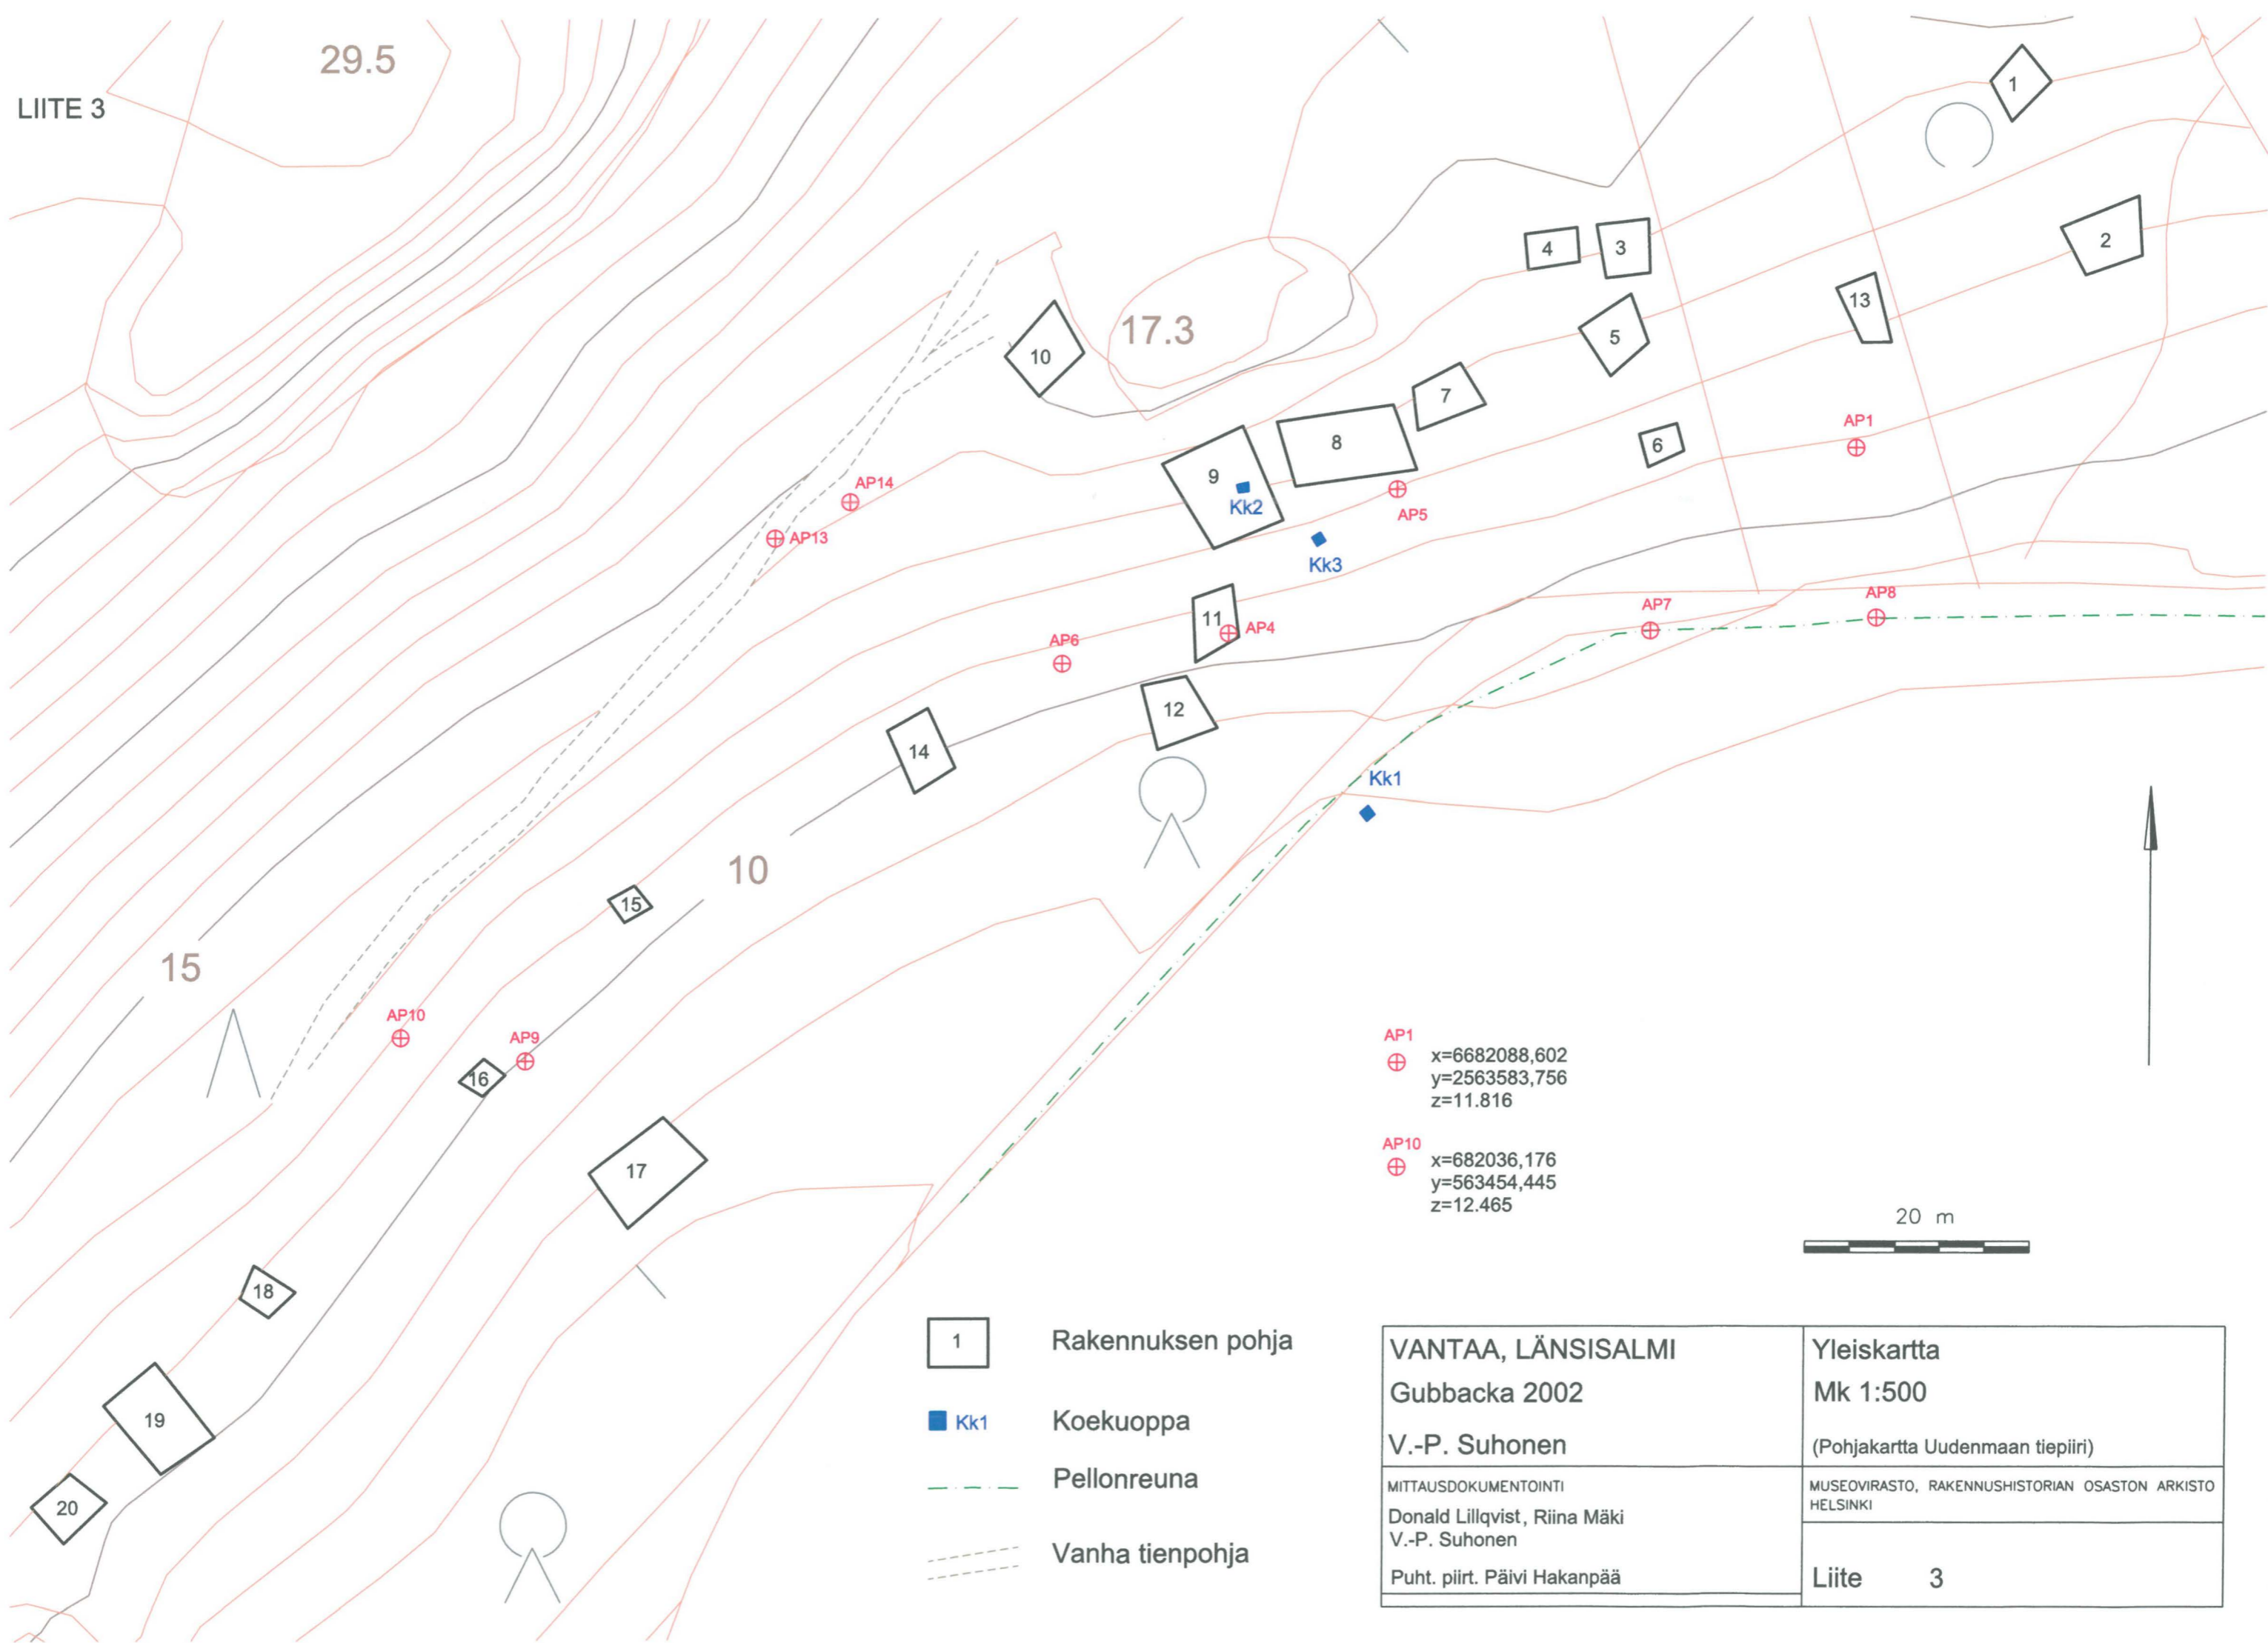 29.5
LIITE 3
1
2
4
3
13
5
17.3
10
7
8
6
AP1
9
Kk2
AP14
AP5
AP13
Kk3
AP8
AP7
11
AP4
AP6
12
14
Kk1
10
15
15
AP10
AP9
16
17
18
19
20
AP1
x=6682088,602
y=2563583,756
z=11.816
AP10
x=682036,176
y=563454,445
z=12.465
20 m
1 Rakennuksen pohja
Kk1 Koekuoppa
Pellonreuna
Vanha tienpohja
VANTAA, LÄNSISALMI
Gubbacka 2002
V.-P. Suhonen
Yleiskartta
Mk 1:500
(Pohjakartta Uudenmaan tiepiiri)
MITTAUSDOKUMENTOINTI
Donald Lillqvist, Riina Mäki
V.-P. Suhonen
Puht. piirt. Päivi Hakanpää
MUSEOVIRASTO, RAKENNUSHISTORIAN OSASTON ARKISTO
HELSINKI
Liite 3